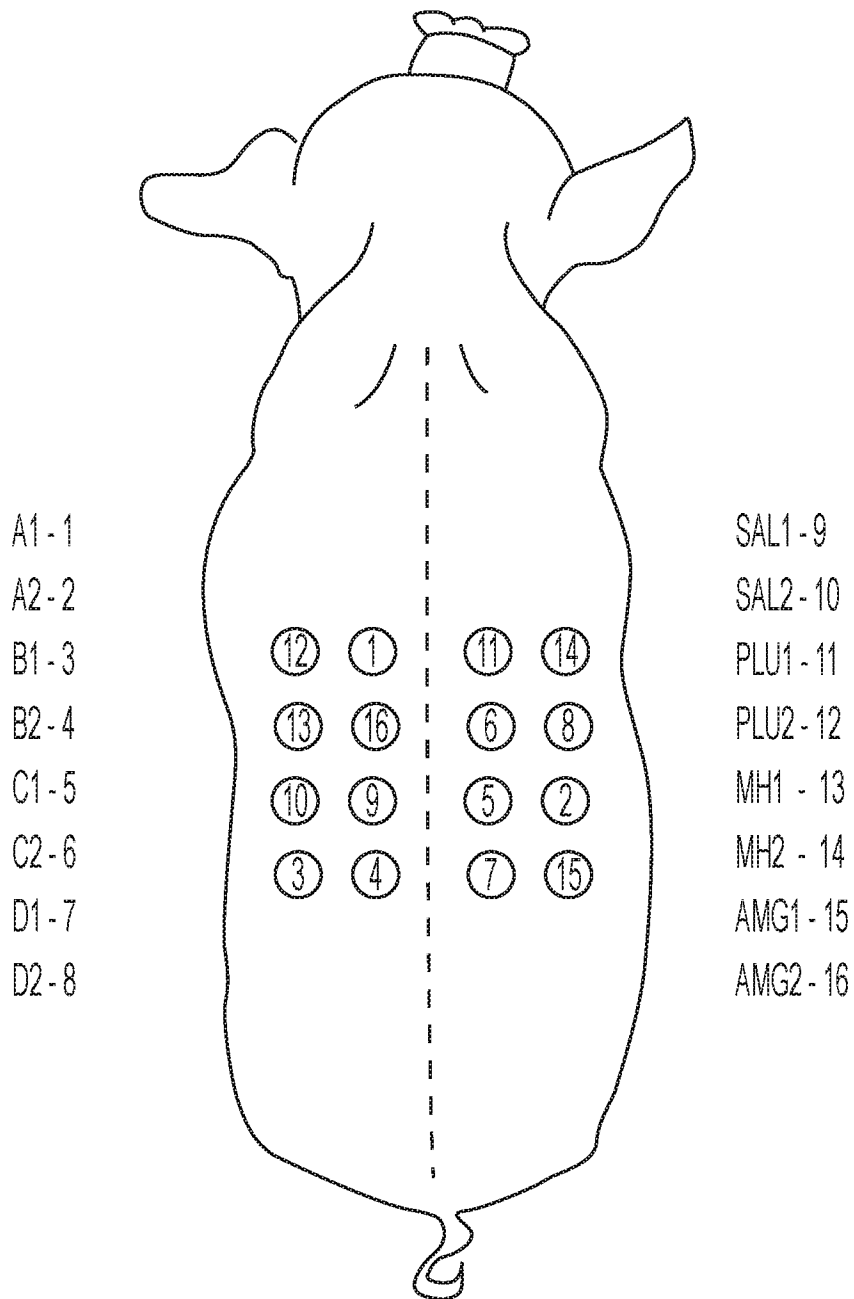 A1 - 1
A2 - 2
B1 - 3
B2 - 4
C1 - 5
C2 - 6
D1 - 7
D2 - 8
12 1 11 14
13 16 6 8
10 9 5 2
3 4 7 15
SAL1 - 9
SAL2 - 10
PLU1 - 11
PLU2 - 12
MH1 - 13
MH2 - 14
AMG1 - 15
AMG2 - 16